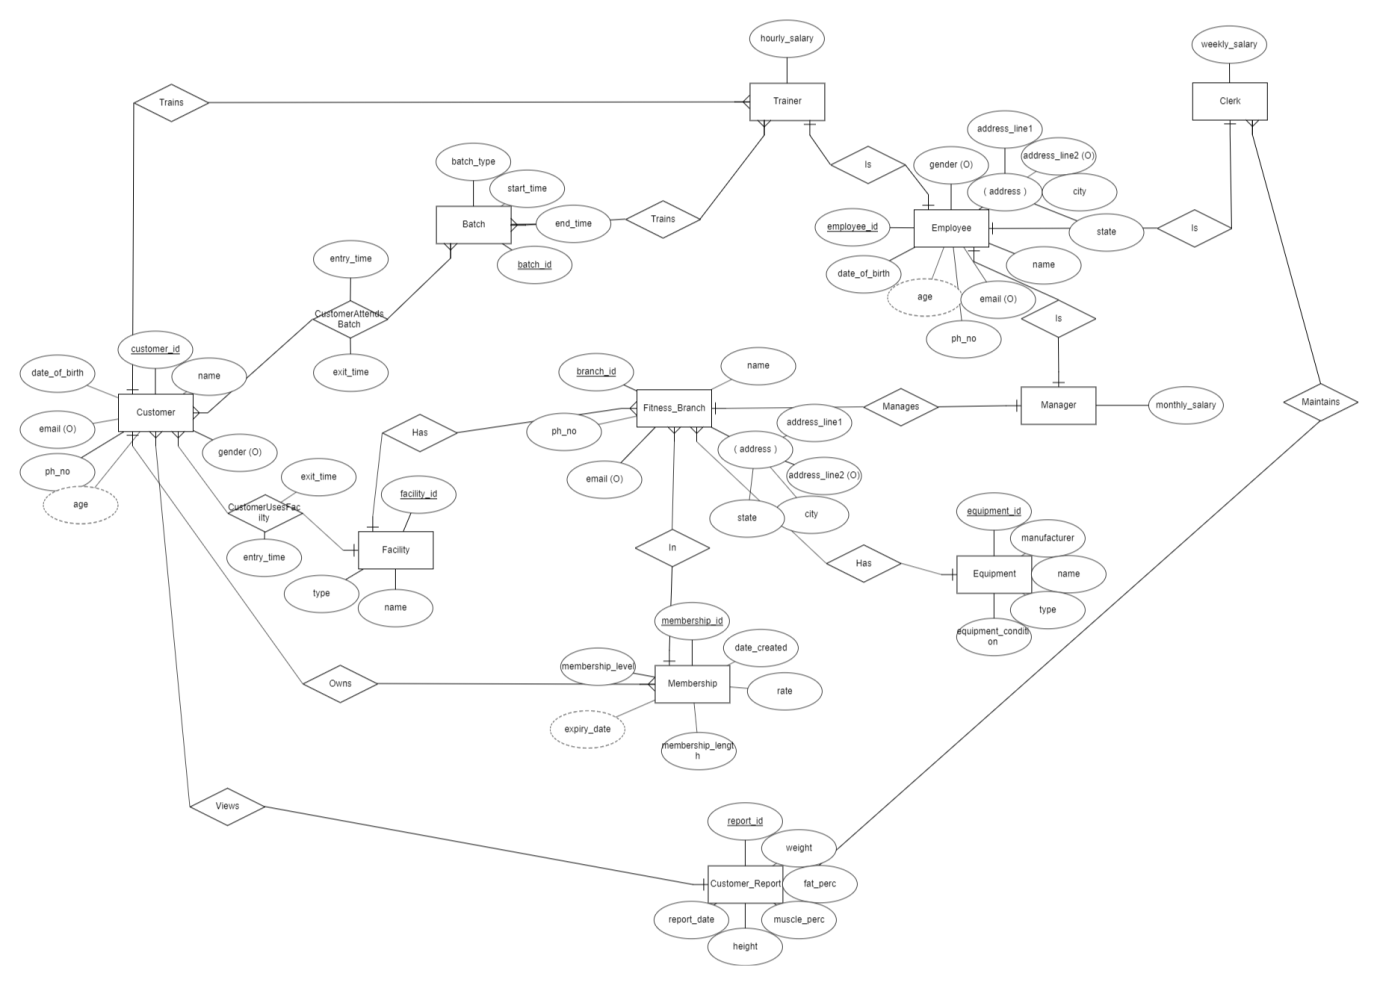 hourly_salary
weekly_salary
Trains
Trainer
Clerk
address_line1
batch_type
gender (O)
address_line2 (O)
Is
start_time
( address )
city
Batch
end_time
Trains
employee_id
Employee
state
Is
entry_time
batch_id
date_of_birth
name
age
email (O)
CustomerAttends
Batch
Is
ph_no
customer_id
exit_time
date_of_birth
name
branch_id
name
Customer
Fitness_Branch
Manages
Manager
monthly_salary
Maintains
email (O)
Has
ph_no
address_line1
gender (O)
( address )
ph_no
exit_time
email (O)
address_line2 (O)
age
CustomerUsesFac
ility
facility_id
state
city
equipment_id
manufacturer
entry_time
Facility
In
Has
Equipment
name
type
name
type
equipment_conditi
on
membership_id
date_created
membership_level
Owns
Membership
rate
expiry_date
membership_lengt
h
Views
report_id
weight
Customer_Report
fat_perc
report_date
muscle_perc
height